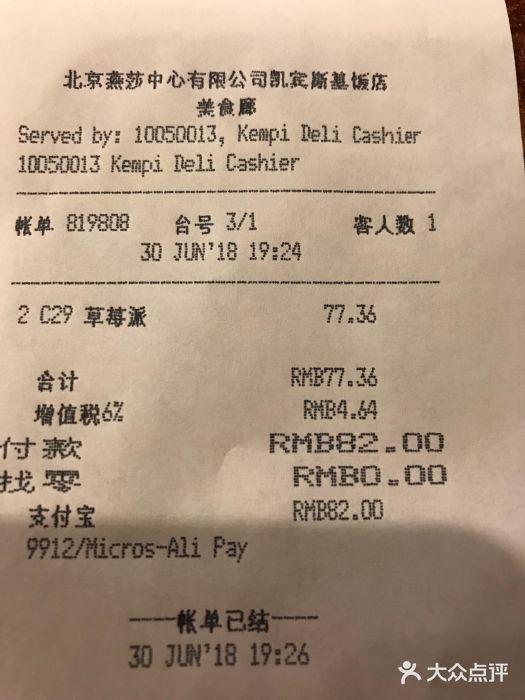 北京燕莎中心有限公司凯宾斯基饭店
美食廊
Served by: 10050013, Kempi Deli Cashier
10050013 Kempi Deli Cashier
帐单 819808 台号 3/1 客人数 1
30 JUN'18 19:24
2 C29 草莓派 77.36
合计 RMB77.36
增值税6% RMB4.64
付款 RMB82.00
找零 RMB0.00
支付宝 RMB82.00
9912/Micros-Ali Pay
----帐单已结----
30 JUN'18 19:26
大众点评